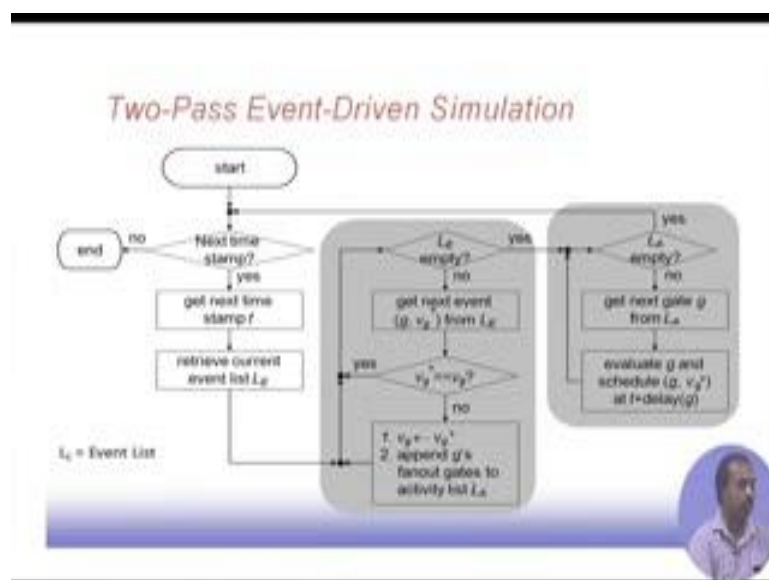 Two-Pass Event-Driven Simulation
start
end
no
Next time
stamp?
yes
get next time
stamp t
retrieve current
event list L_E
L_E
empty?
yes
no
get next event
(g, v_g^+) from L_E
yes
v_g^+==v_g?
no
1. v_g ← v_g^+
2. append g's
fanout gates to
activity list L_A
yes
L_A
empty?
no
get next gate g
from L_A
evaluate g and
schedule (g, v_g^+)
at t+delay(g)
= Event List